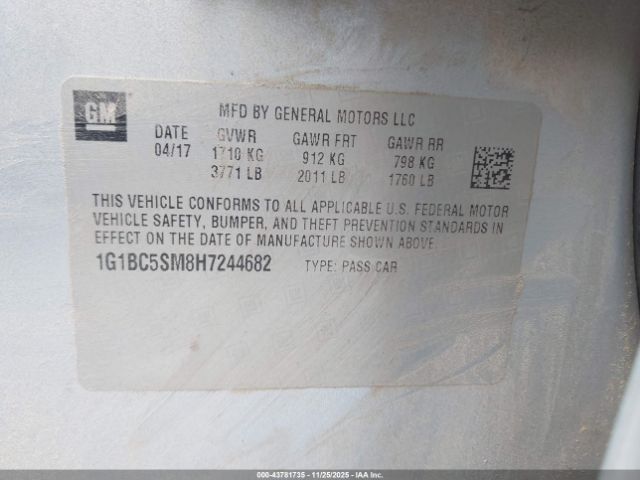 GM
MFD BY GENERAL MOTORS LLC
DATE GVWR GAWR FRT GAWR RR
04/17 1710 KG 912 KG 798 KG
3771 LB 2011 LB 1760 LB
THIS VEHICLE CONFORMS TO ALL APPLICABLE U.S. FEDERAL MOTOR
VEHICLE SAFETY, BUMPER, AND THEFT PREVENTION STANDARDS IN
EFFECT ON THE DATE OF MANUFACTURE SHOWN ABOVE.
1G1BC5SM8H7244682 TYPE: PASS CAR
000-43781735 - 11/25/2025 - IAA Inc.